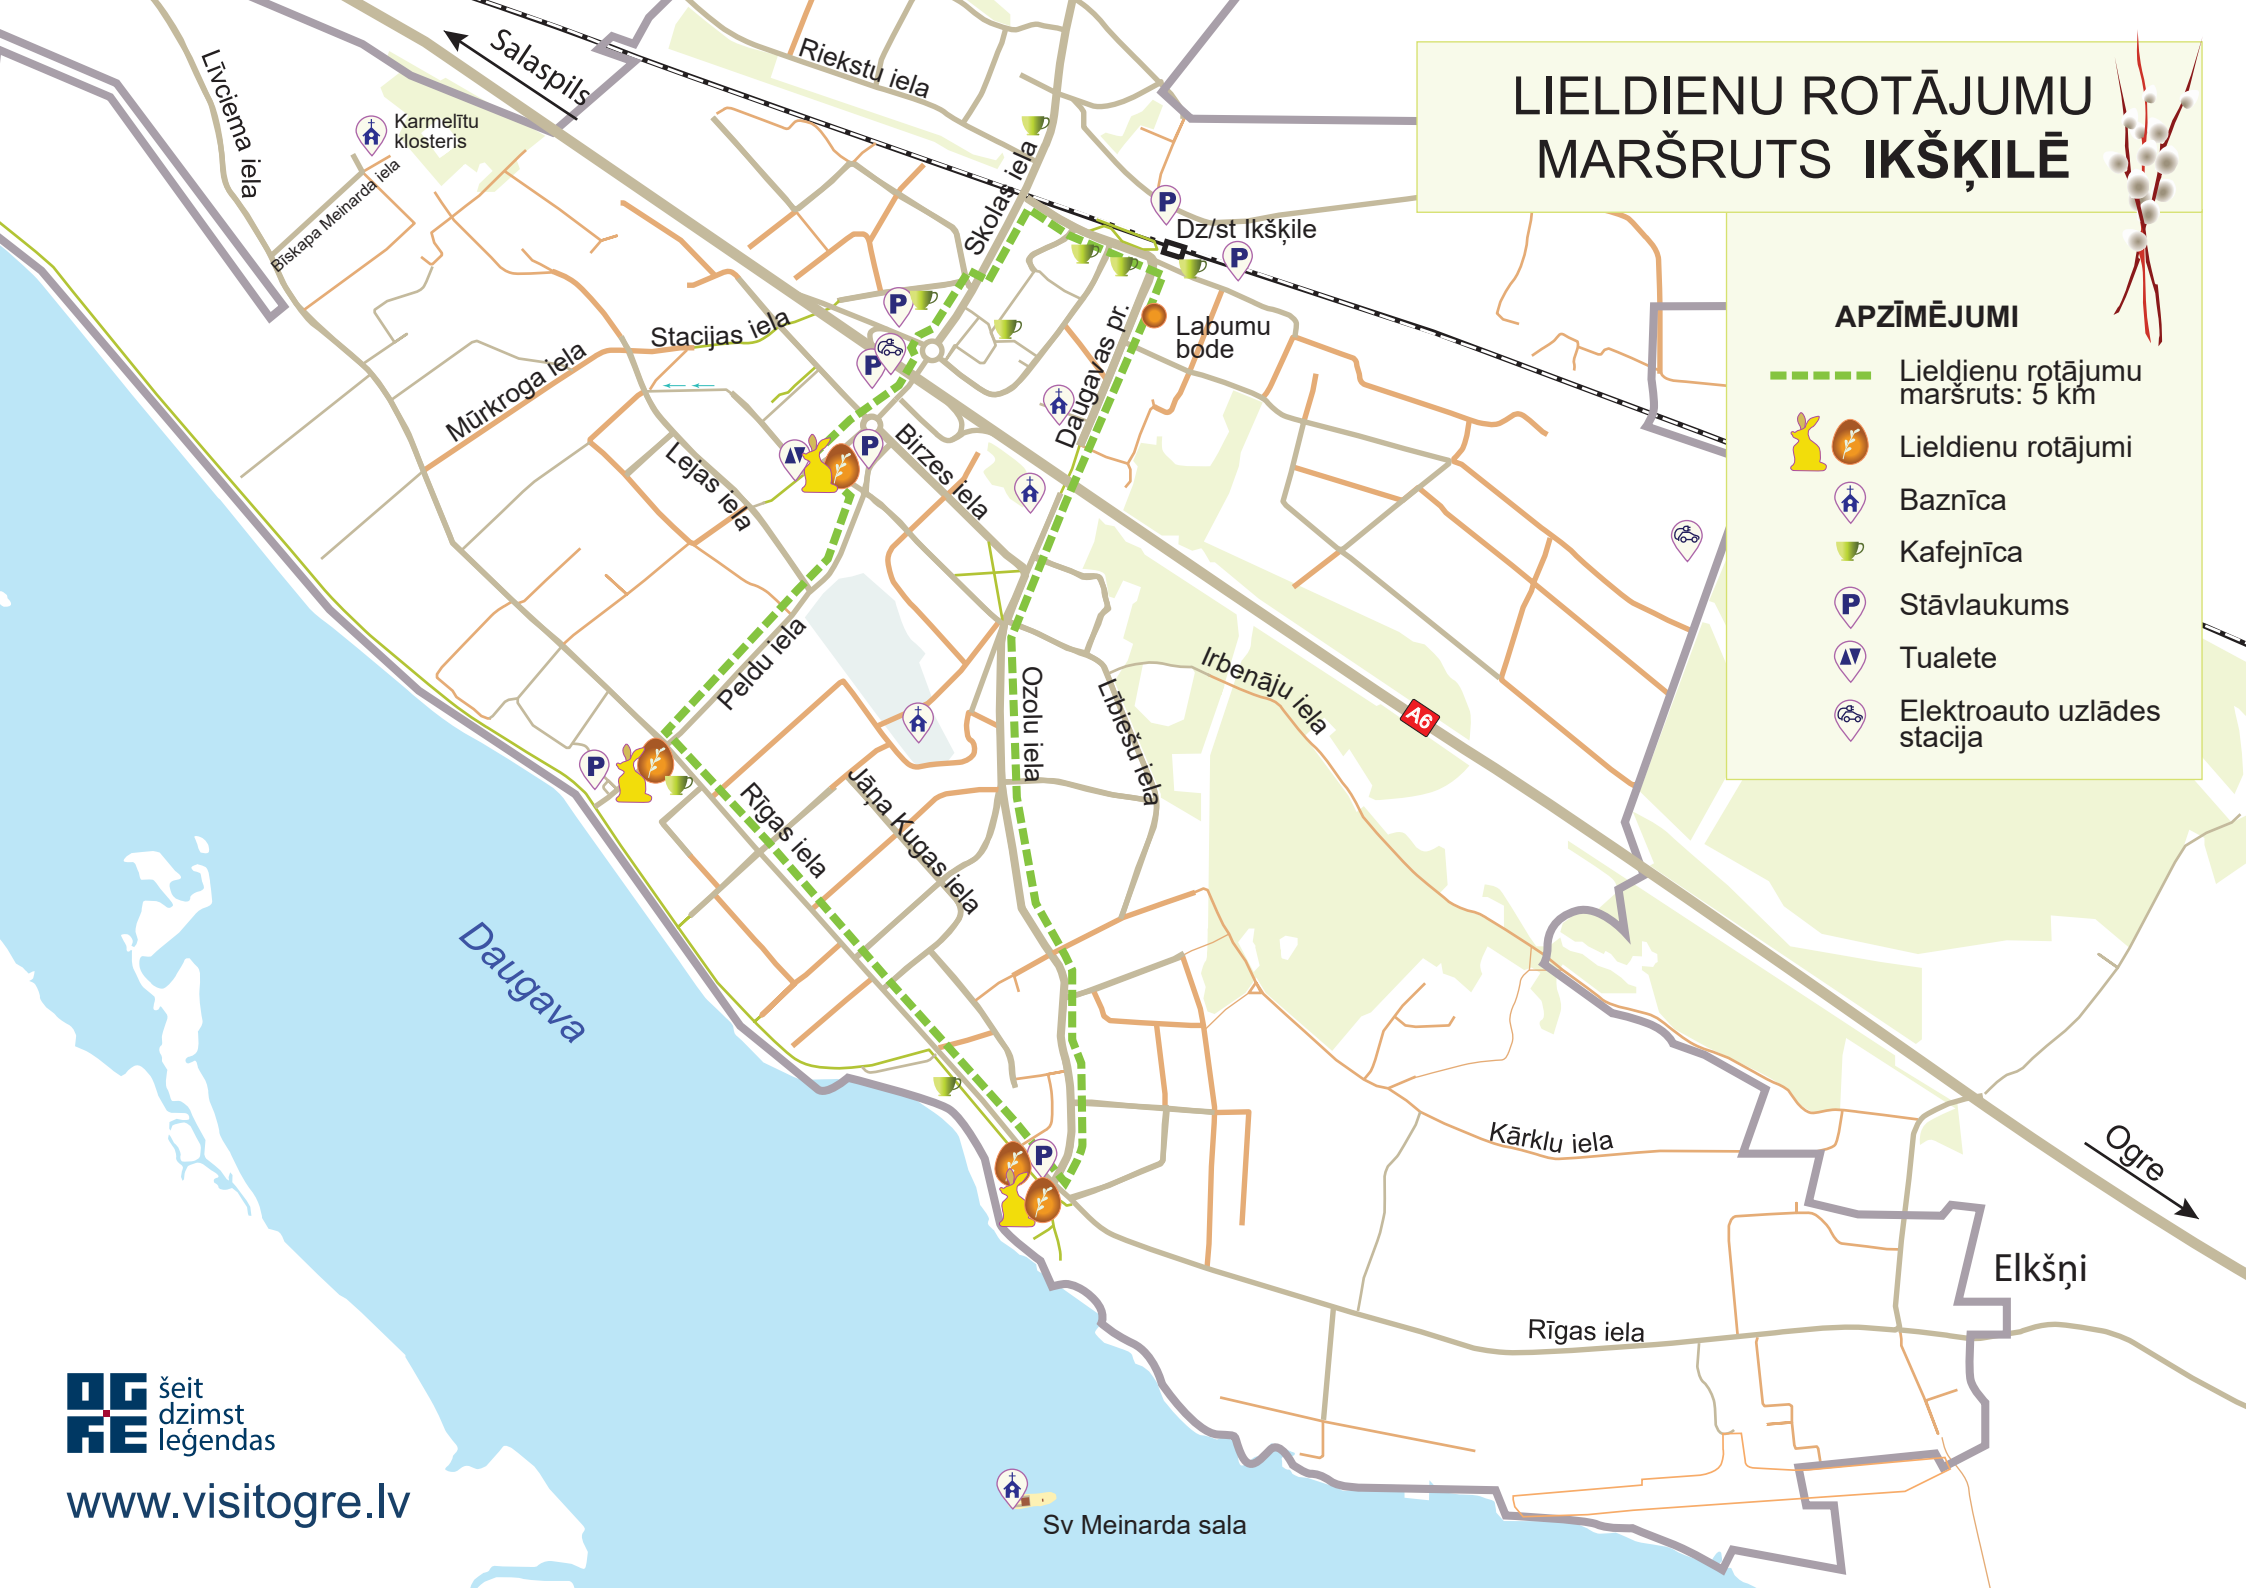 LIELDIENU ROTĀJUMU
MARŠRUTS IKŠĶILĒ
APZĪMĒJUMI
Lieldienu rotājumu
maršruts: 5 km
Lieldienu rotājumi
Baznīca
Kafejnīca
P
Stāvlaukums
Tualete
Elektroauto uzlādes
stacija
Salaspils
Riekstu iela
Līvciema iela
Karmelītu
klosteris
Bīskapa Meinarda iela
Skolas iela
P
Dz/st Ikšķile
P
P
Stacijas iela
P
Labumu
bode
Mūrkroga iela
Daugavas pr.
P
Birzes iela
Lejas iela
Peldu iela
Irbenāju iela
Ozolu iela
Lībiešu iela
A6
P
Rīgas iela
Jāņa Kugas iela
Daugava
P
Kārklu iela
Ogre
Elkšņi
Rīgas iela
OGRE
šeit
dzimst
leģendas
www.visitogre.lv
Sv Meinarda sala